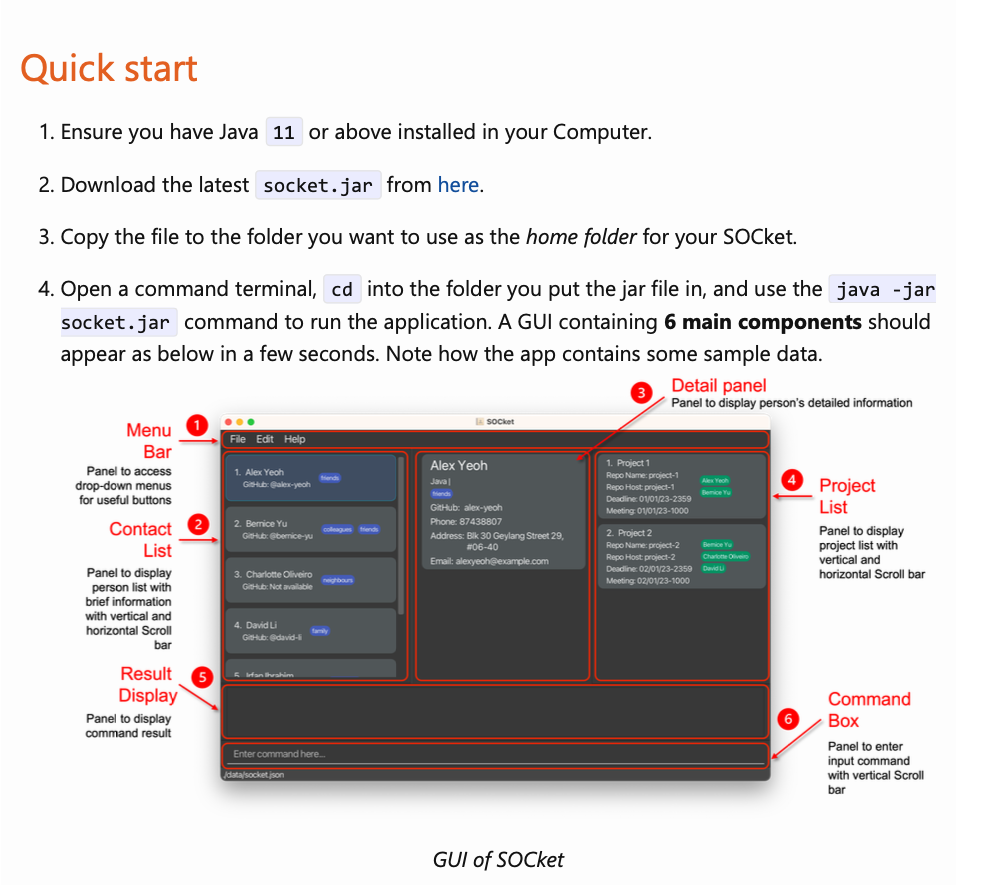 Quick start
1. Ensure you have Java 11 or above installed in your Computer.
2. Download the latest socket.jar from here.
3. Copy the file to the folder you want to use as the home folder for your SOCket.
4. Open a command terminal, cd into the folder you put the jar file in, and use the java -jar
socket.jar command to run the application. A GUI containing 6 main components should
appear as below in a few seconds. Note how the app contains some sample data.
3
Detail panel
Panel to display person's detailed information
1
Menu
Bar
Panel to access
drop-down menus
for useful buttons
2
Contact
List
Panel to display
person list with
brief information
with vertical and
horizontal Scroll
bar
5
Result
Display
Panel to display
command result
SOCket
File Edit Help
1. Alex Yeoh
friends
GitHub: @alex-yeoh
2. Bernice Yu
colleagues friends
GitHub: @bernice-yu
3. Charlotte Oliveiro
neighbours
GitHub: Not available
4. David Li
family
GitHub: @david-li
5. Irfan Ibrahim
Alex Yeoh
Java |
friends
GitHub: alex-yeoh
Phone: 87438807
Address: Blk 30 Geylang Street 29,
#06-40
Email: alexyeoh@example.com
1. Project 1
Repo Name: project-1
Alex Yeoh
Repo Host: project-1
Bernice Yu
Deadline: 01/01/23-2359
Meeting: 01/01/23-1000
2. Project 2
Repo Name: project-2
Bernice Yu
Repo Host: project-2
Charlotte Oliveiro
Deadline: 02/01/23-2359
David Li
Meeting: 02/01/23-1000
Enter command here...
/data/socket.json
4
Project
List
Panel to display
project list with
vertical and
horizontal Scroll bar
6
Command
Box
Panel to enter
input command
with vertical Scroll
bar
GUI of SOCket